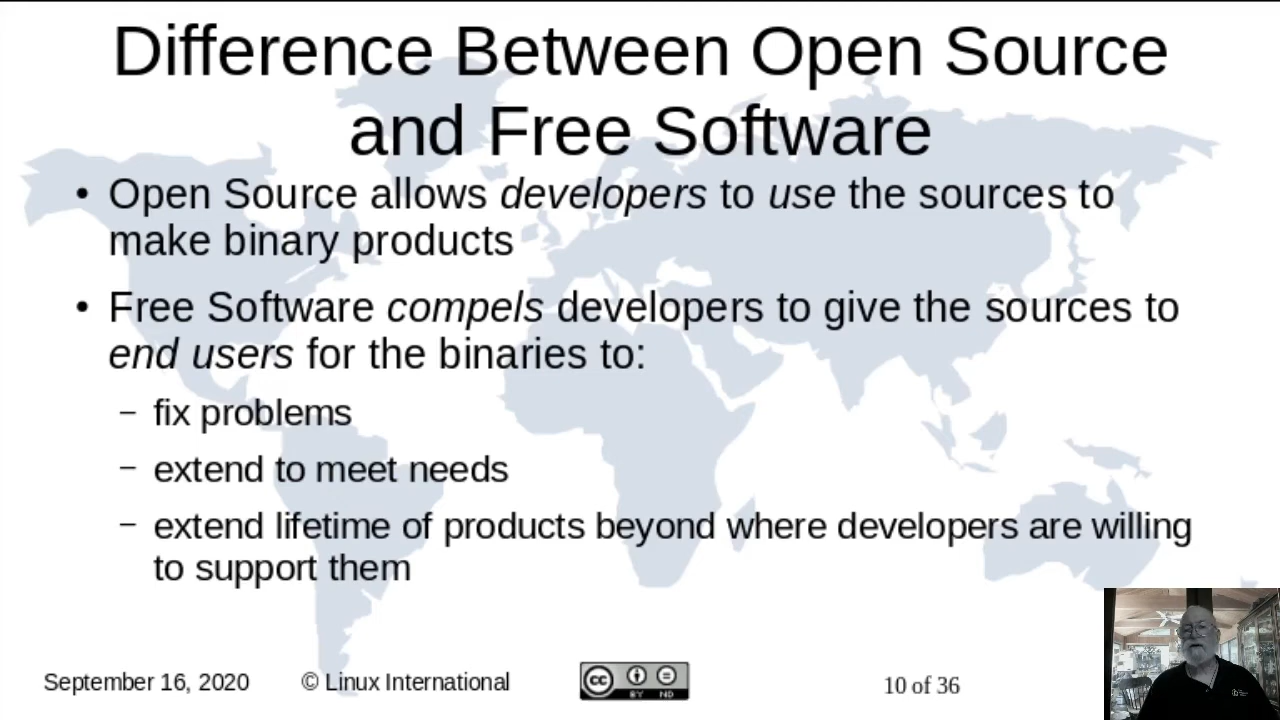 Difference Between Open Source
and Free Software
• Open Source allows developers to use the sources to
make binary products
• Free Software compels developers to give the sources to
end users for the binaries to:
– fix problems
– extend to meet needs
– extend lifetime of products beyond where developers are willing
to support them
September 16, 2020 © Linux International cc BY ND 10 of 36